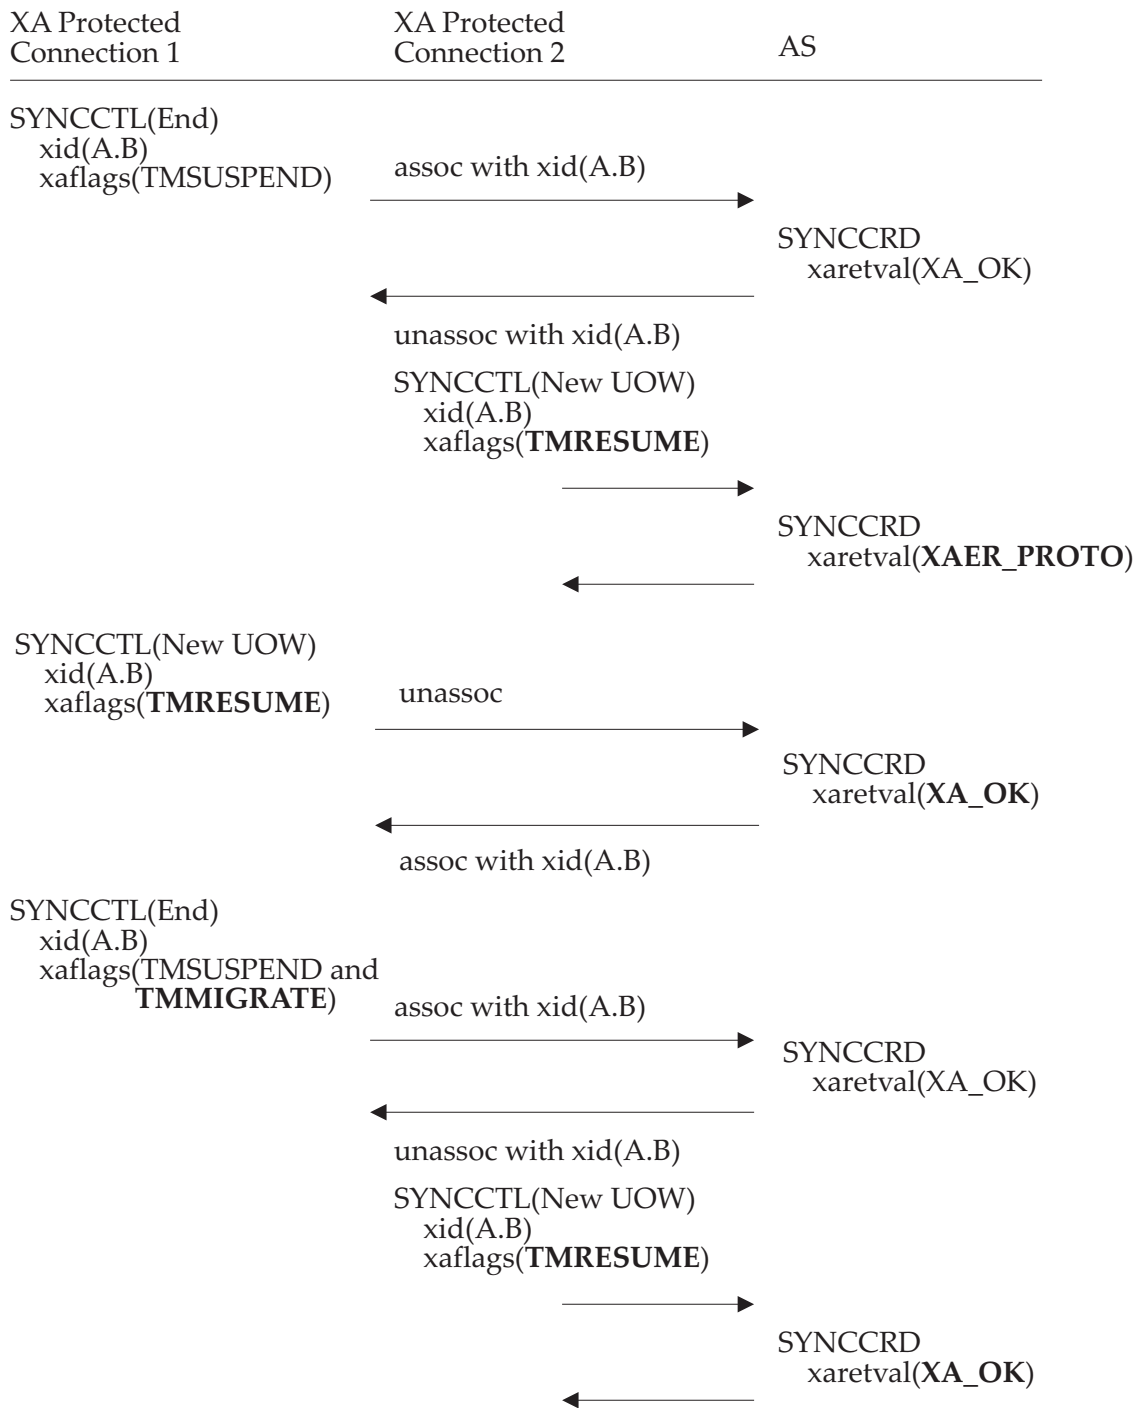 XA Protected
Connection 1
XA Protected
Connection 2
AS
SYNCCTL(End)
xid(A.B)
xaflags(TMSUSPEND)
assoc with xid(A.B)
SYNCCRD
xaretval(XA_OK)
unassoc with xid(A.B)
SYNCCTL(New UOW)
xid(A.B)
xaflags(TMRESUME)
SYNCCRD
xaretval(XAER_PROTO)
SYNCCTL(New UOW)
xid(A.B)
xaflags(TMRESUME)
unassoc
SYNCCRD
xaretval(XA_OK)
assoc with xid(A.B)
SYNCCTL(End)
xid(A.B)
xaflags(TMSUSPEND and
TMMIGRATE)
assoc with xid(A.B)
SYNCCRD
xaretval(XA_OK)
unassoc with xid(A.B)
SYNCCTL(New UOW)
xid(A.B)
xaflags(TMRESUME)
SYNCCRD
xaretval(XA_OK)